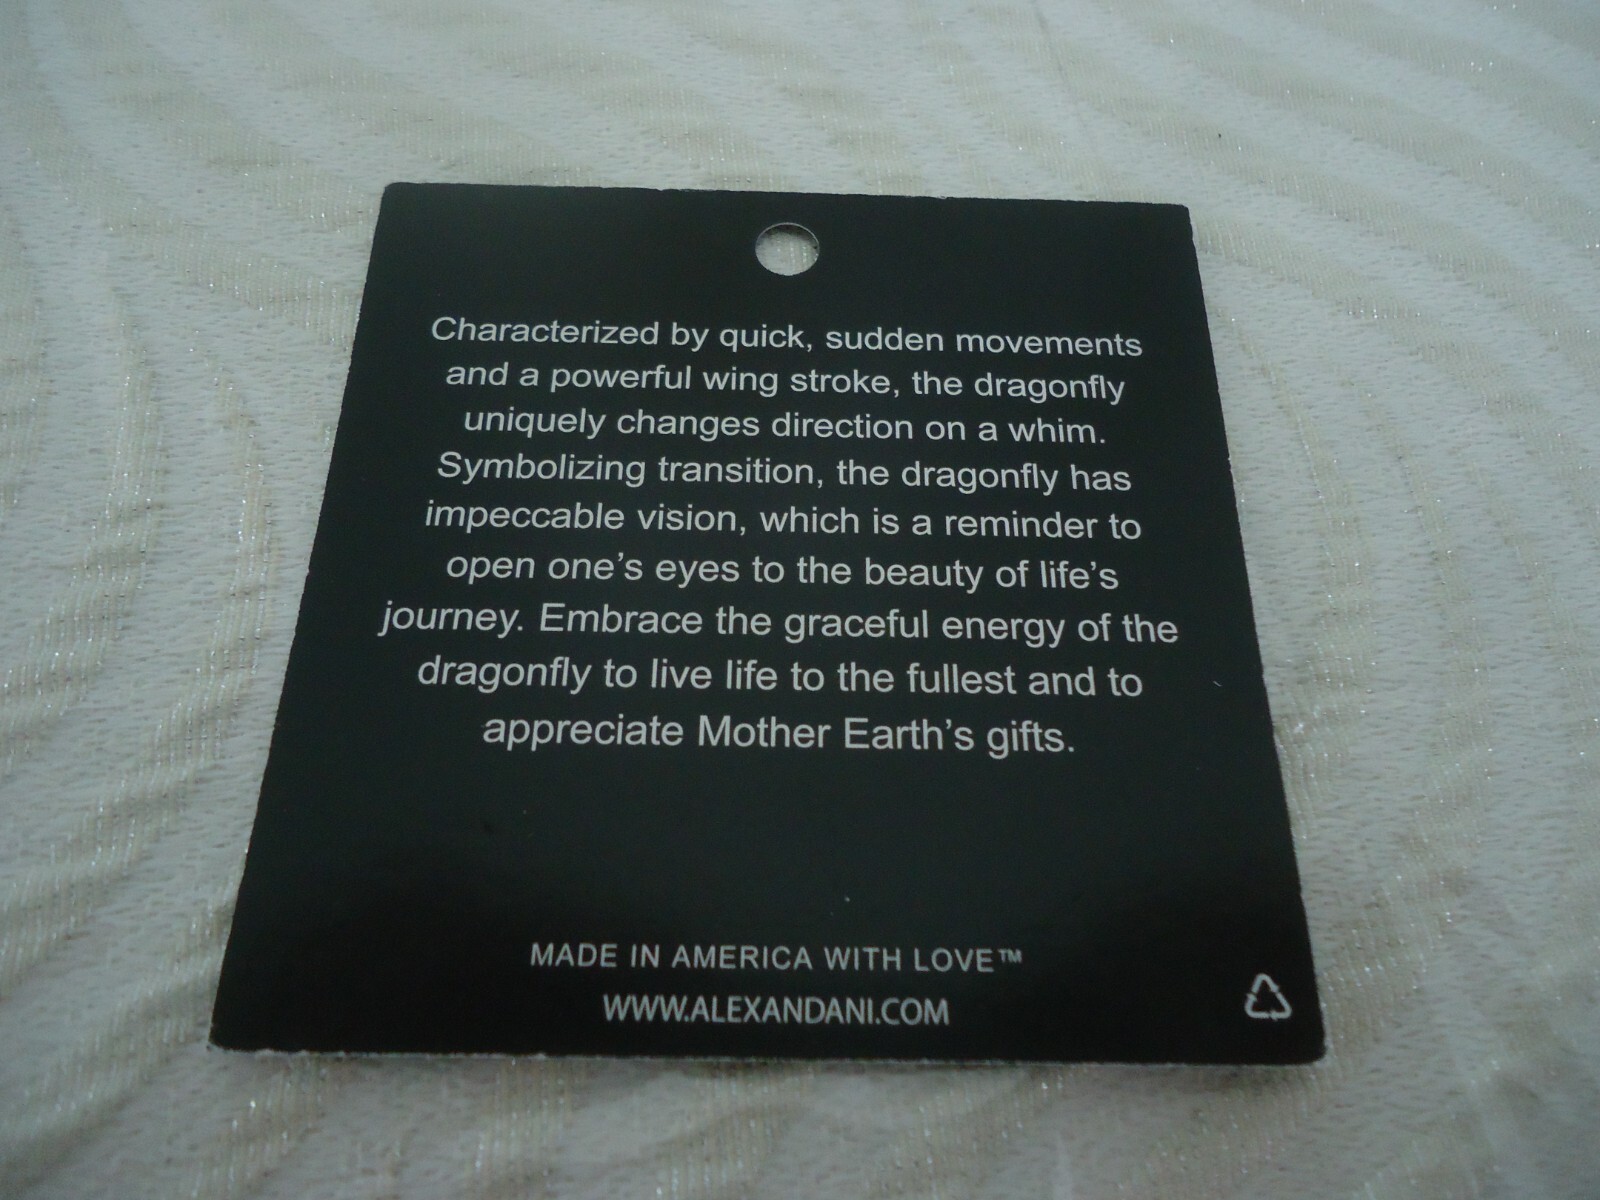 Characterized by quick, sudden movements
and a powerful wing stroke, the dragonfly
uniquely changes direction on a whim.
Symbolizing transition, the dragonfly has
impeccable vision, which is a reminder to
open one’s eyes to the beauty of life’s
journey. Embrace the graceful energy of the
dragonfly to live life to the fullest and to
appreciate Mother Earth’s gifts.
MADE IN AMERICA WITH LOVE™
WWW.ALEXANDANI.COM